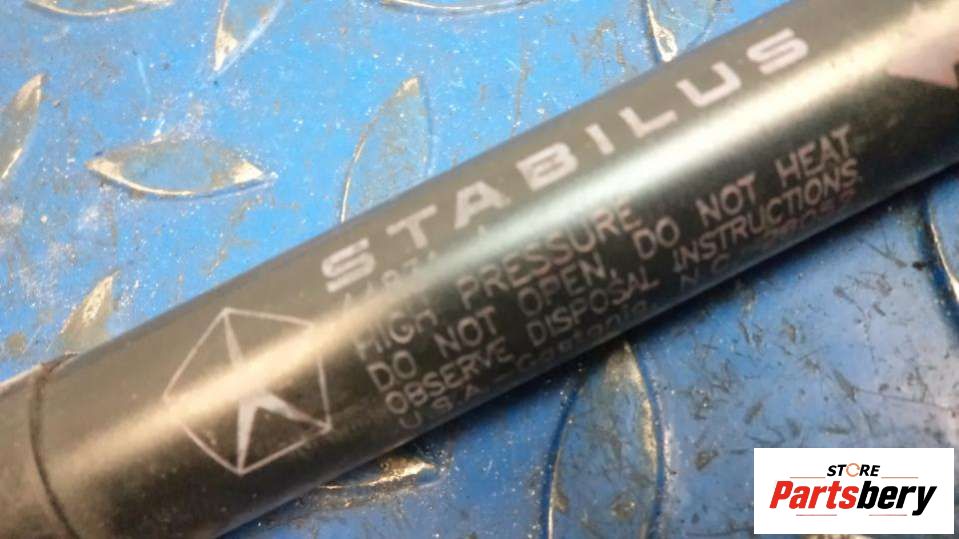 STABILUS
HIGH PRESSURE
DO NOT OPEN, DO NOT HEAT
OBSERVE DISPOSAL INSTRUCTIONS
U.S.A. N.C.
STORE
Partsbery